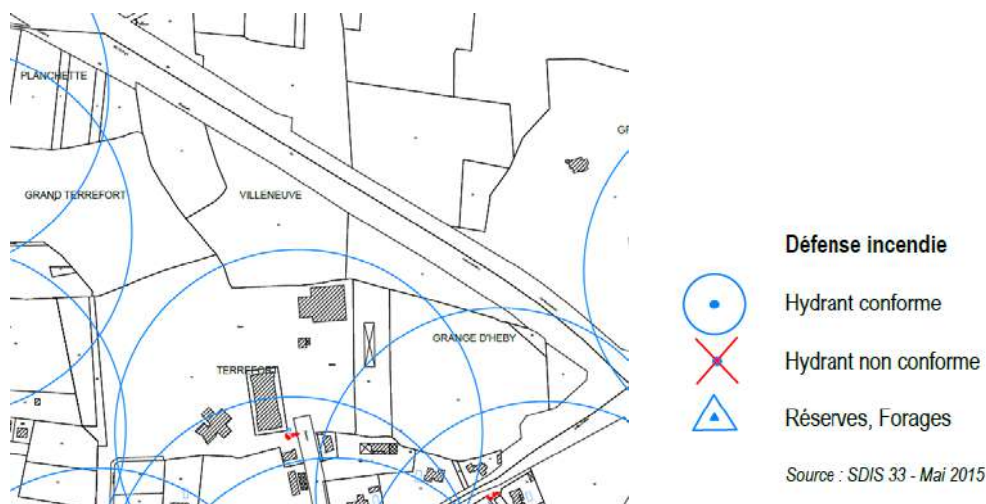 PLANCHETTE
GRAND TERREFORT
VILLENEUVE
GRANGE D'HEBY
TERREFORT
Défense incendie
Hydrant conforme
Hydrant non conforme
Réserves, Forages
Source : SDIS 33 - Mai 2015